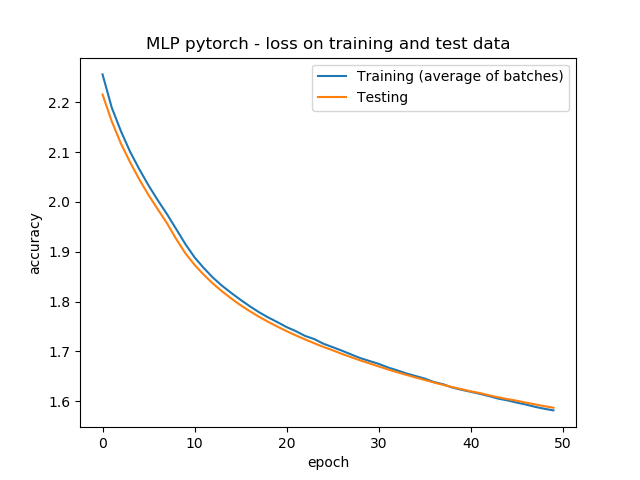 MLP pytorch - loss on training and test data
Training (average of batches)
Testing
2.2
2.1
2.0
1.9
1.8
1.7
1.6
accuracy
0 10 20 30 40 50
epoch